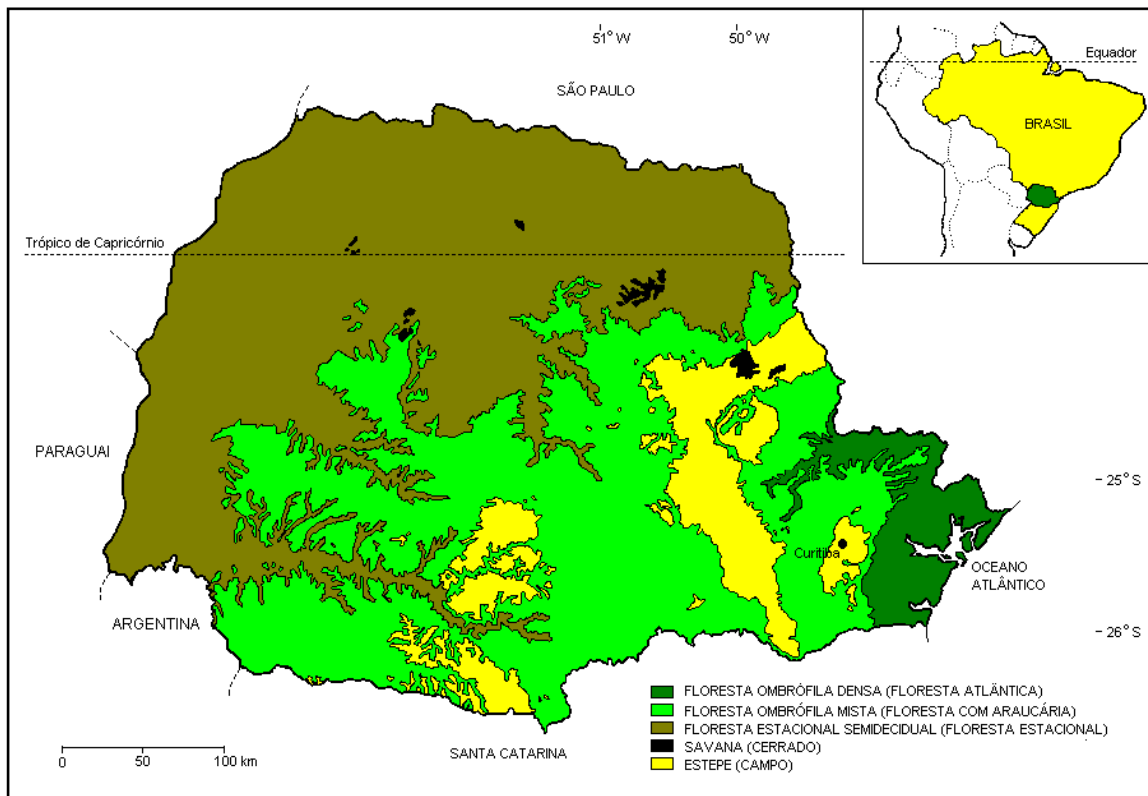 51° W
50° W
SÃO PAULO
Equador
BRASIL
Trópico de Capricórnio
PARAGUAI
25° S
Curitiba
OCEANO
ATLÂNTICO
ARGENTINA
26° S
FLORESTA OMBRÓFILA DENSA (FLORESTA ATLÂNTICA)
FLORESTA OMBRÓFILA MISTA (FLORESTA COM ARAUCÁRIA)
FLORESTA ESTACIONAL SEMIDECIDUAL (FLORESTA ESTACIONAL)
SAVANA (CERRADO)
ESTEPE (CAMPO)
SANTA CATARINA
0 50 100 km